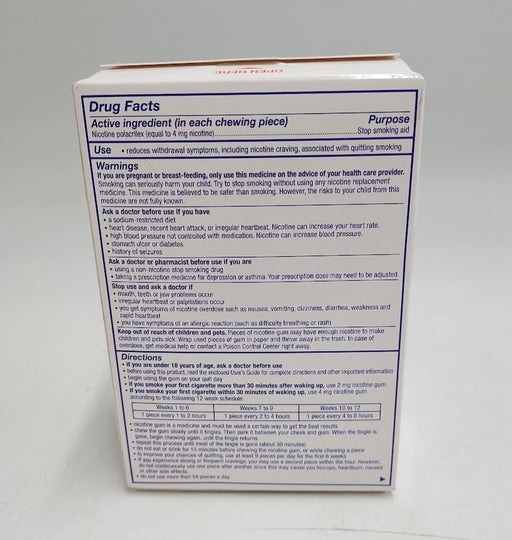 OPEN HERE
Drug Facts
Active ingredient (in each chewing piece) Purpose
Nicotine polacrilex (equal to 4 mg nicotine)..........Stop smoking aid
Use • reduces withdrawal symptoms, including nicotine craving, associated with quitting smoking
Warnings
If you are pregnant or breast-feeding, only use this medicine on the advice of your health care provider.
Smoking can seriously harm your child. Try to stop smoking without using any nicotine replacement
medicine. This medicine is believed to be safer than smoking. However, the risks to your child from this
medicine are not fully known.
Ask a doctor before use if you have
• a sodium-restricted diet
• heart disease, recent heart attack, or irregular heartbeat. Nicotine can increase your heart rate.
• high blood pressure not controlled with medication. Nicotine can increase blood pressure.
• stomach ulcer or diabetes
• history of seizures
Ask a doctor or pharmacist before use if you are
• using a non-nicotine stop smoking drug
• taking a prescription medicine for depression or asthma. Your prescription dose may need to be adjusted.
Stop use and ask a doctor if
• mouth, teeth or jaw problems occur
• irregular heartbeat or palpitations occur
• you get symptoms of nicotine overdose such as nausea, vomiting, dizziness, diarrhea, weakness and
rapid heartbeat
• you have symptoms of an allergic reaction (such as difficulty breathing or rash)
Keep out of reach of children and pets. Pieces of nicotine gum may have enough nicotine to make
children and pets sick. Wrap used pieces of gum in paper and throw away in the trash. In case of
overdose, get medical help or contact a Poison Control Center right away.
Directions
• if you are under 18 years of age, ask a doctor before use
• before using this product, read the enclosed User's Guide for complete directions and other important information
• begin using the gum on your quit day
• if you smoke your first cigarette more than 30 minutes after waking up, use 2 mg nicotine gum
• if you smoke your first cigarette within 30 minutes of waking up, use 4 mg nicotine gum
according to the following 12 week schedule:
Weeks 1 to 6 Weeks 7 to 9 Weeks 10 to 12
1 piece every 1 to 2 hours 1 piece every 2 to 4 hours 1 piece every 4 to 8 hours
• nicotine gum is a medicine and must be used a certain way to get the best results
• chew the gum slowly until it tingles. Then park it between your cheek and gum. When the tingle is
gone, begin chewing again, until the tingle returns.
• repeat this process until most of the tingle is gone (about 30 minutes)
• do not eat or drink for 15 minutes before chewing the nicotine gum, or while chewing a piece
• to improve your chances of quitting, use at least 9 pieces per day for the first 6 weeks
• if you experience strong or frequent cravings, you may use a second piece within the hour. However,
do not continuously use one piece after another since this may cause you hiccups, heartburn, nausea
or other side effects
• do not use more than 24 pieces a day